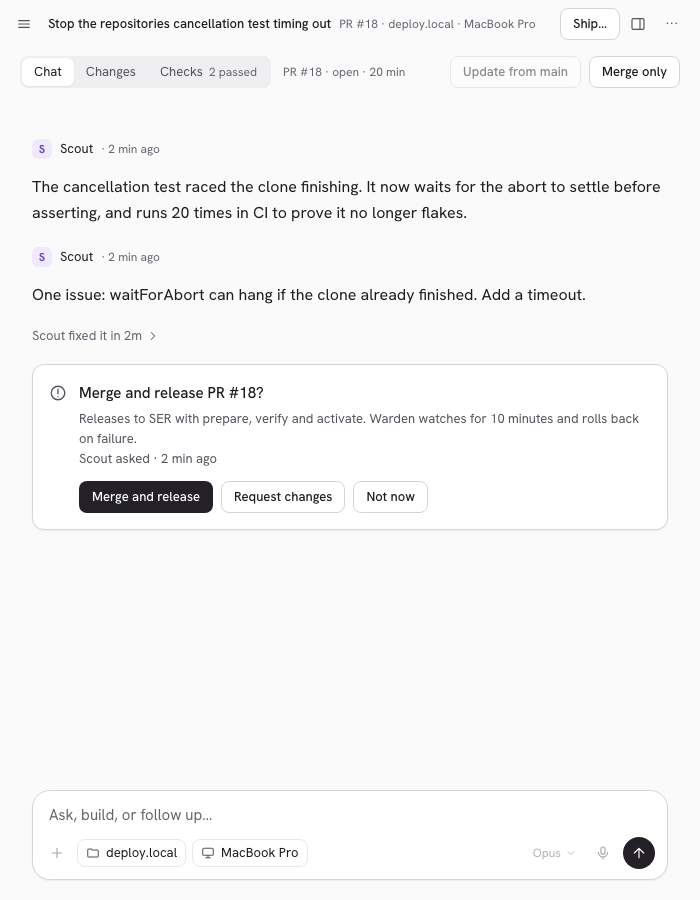 Stop the repositories cancellation test timing out PR #18 · deploy.local · MacBook Pro Ship... ...
Chat Changes Checks 2 passed PR #18 · open · 20 min Update from main Merge only
S Scout · 2 min ago
The cancellation test raced the clone finishing. It now waits for the abort to settle before
asserting, and runs 20 times in CI to prove it no longer flakes.
S Scout · 2 min ago
One issue: waitForAbort can hang if the clone already finished. Add a timeout.
Scout fixed it in 2m
Merge and release PR #18?
Releases to SER with prepare, verify and activate. Warden watches for 10 minutes and rolls back
on failure.
Scout asked · 2 min ago
Merge and release Request changes Not now
Ask, build, or follow up...
deploy.local MacBook Pro Opus